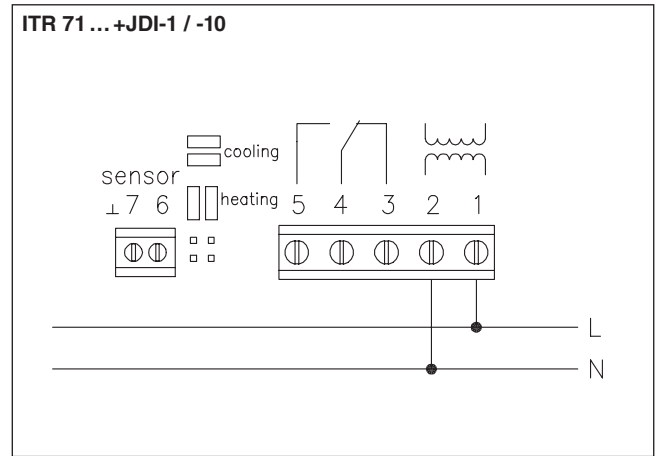 ITR 71 ... +JDI-1 / -10
cooling
sensor
heating
⊥ 7 6 5 4 3 2 1
L
N